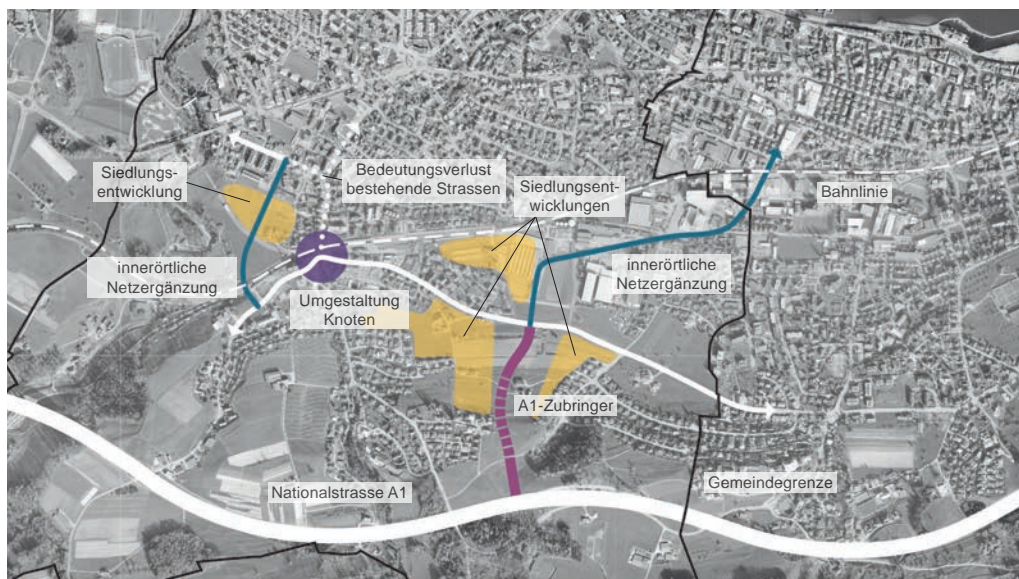 Siedlungs-
entwicklung
Bedeutungsverlust
bestehende Strassen
Siedlungsent-
wicklungen
Bahnlinie
innerörtliche
Netzergänzung
Umgestaltung
Knoten
innerörtliche
Netzergänzung
A1-Zubringer
Nationalstrasse A1
Gemeindegrenze